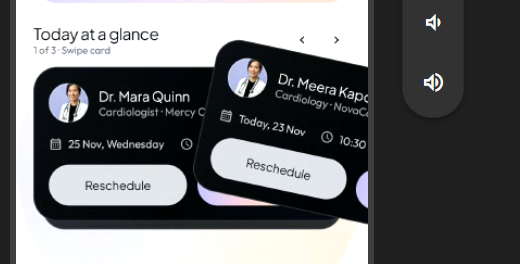 Today at a glance
1 of 3 · Swipe card
Dr. Mara Quinn
Cardiologist · Mercy
25 Nov, Wednesday
Reschedule
Dr. Meera
Cardiology ·
Today, 23 Nov
10:30
Reschedule